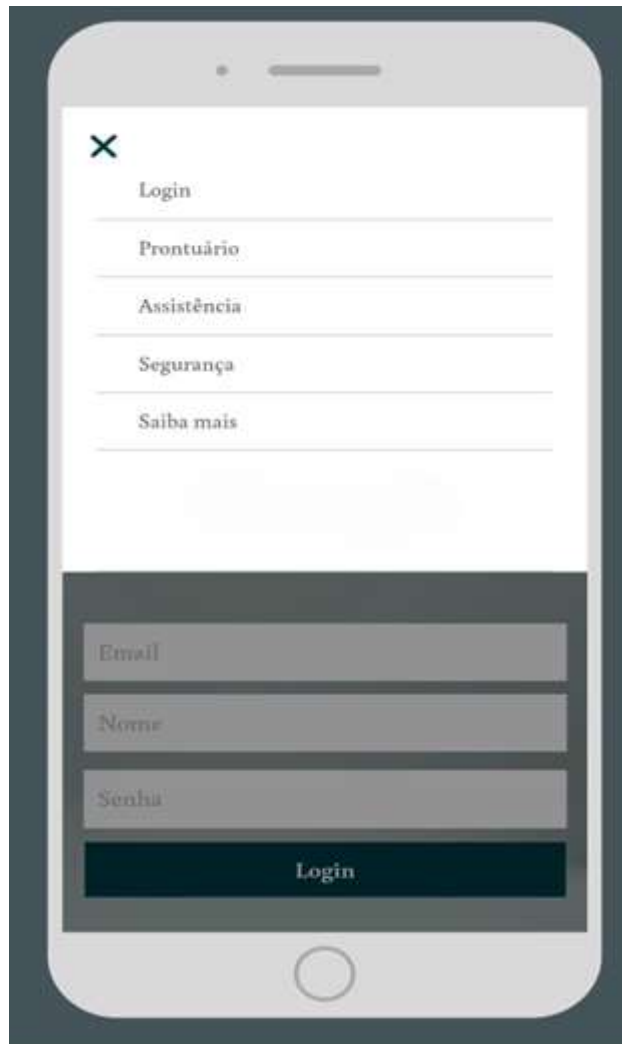 Login
Prontuário
Assistência
Segurança
Saiba mais
Email
Nome
Senha
Login